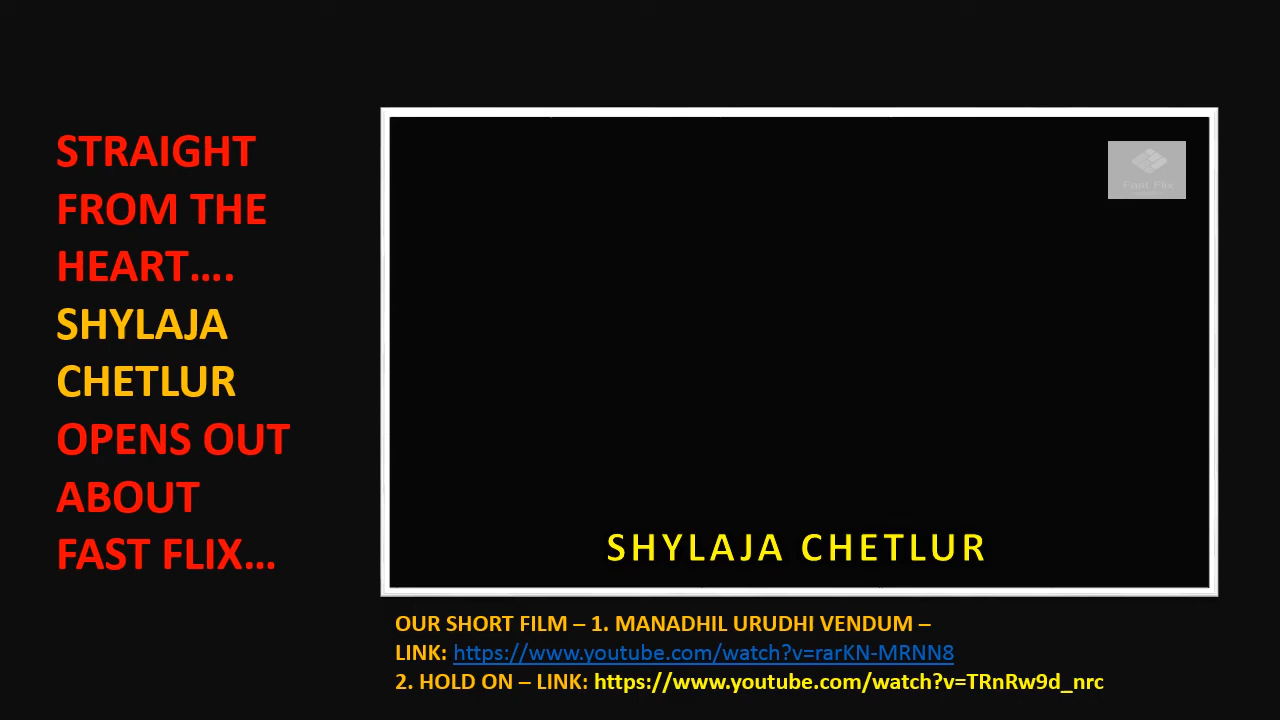 STRAIGHT
FROM THE
HEART….
SHYLAJA
CHETLUR
OPENS OUT
ABOUT
FAST FLIX…
Fast Flix
SHYLAJA CHETLUR
OUR SHORT FILM – 1. MANADHIL URUDHI VENDUM –
LINK: https://www.youtube.com/watch?v=rarKN-MRNN8
2. HOLD ON – LINK: https://www.youtube.com/watch?v=TRnRw9d_nrc